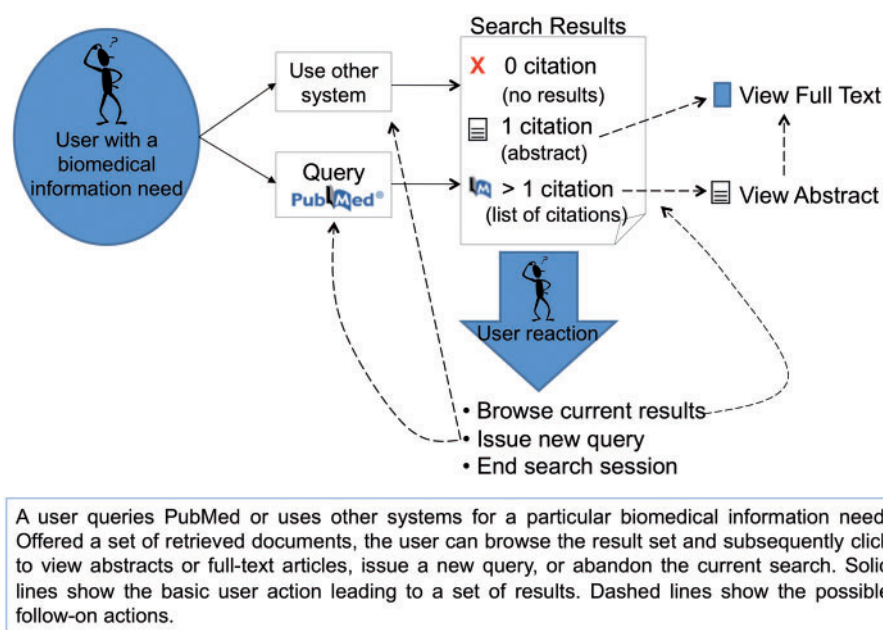 Search Results
?
User with a
biomedical
information need
Use other
system
Query
PubMed®
X 0 citation
(no results)
1 citation
(abstract)
M > 1 citation
(list of citations)
View Full Text
View Abstract
?
User reaction
• Browse current results
• Issue new query
• End search session
A user queries PubMed or uses other systems for a particular biomedical information need
Offered a set of retrieved documents, the user can browse the result set and subsequently click
to view abstracts or full-text articles, issue a new query, or abandon the current search. Solid
lines show the basic user action leading to a set of results. Dashed lines show the possible
follow-on actions.